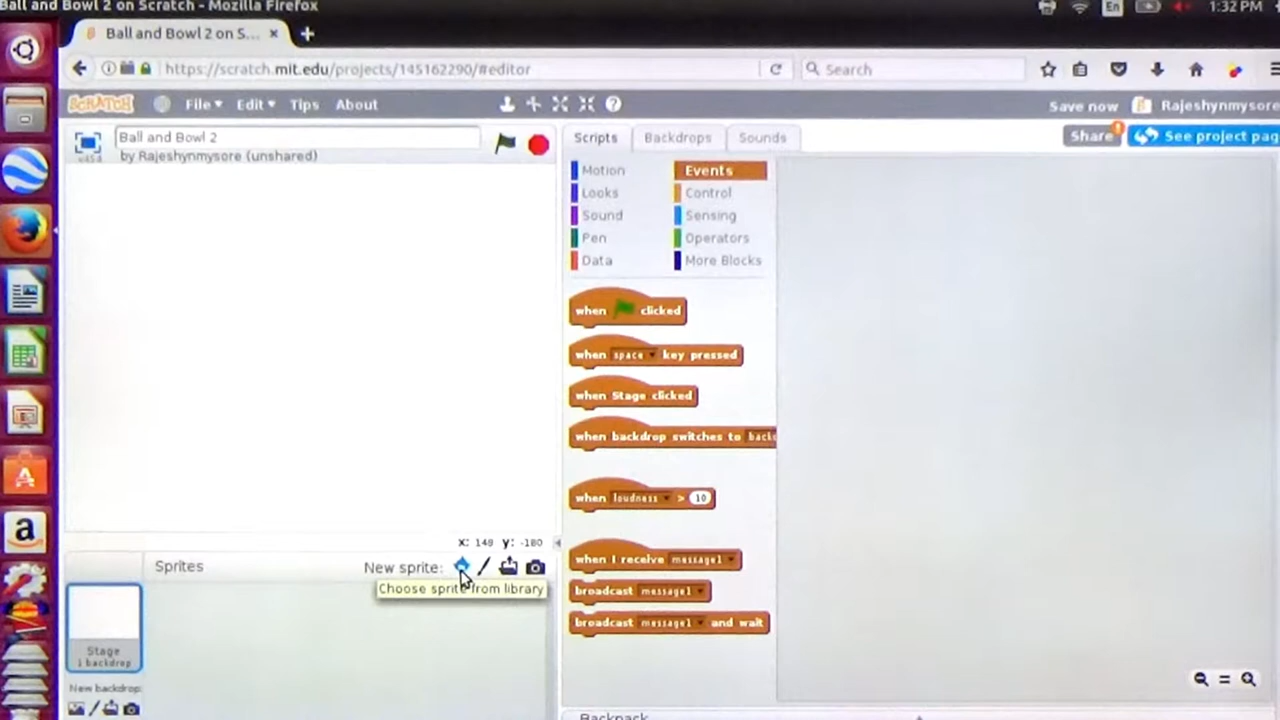 Ball and Bowl 2 on Scratch - Mozilla Firefox
En 1:32 PM
Ball and Bowl 2 on S...
https://scratch.mit.edu/projects/145162290/#editor
Search
SCRATCH File Edit Tips About
Save now Rajeshynmysore
Ball and Bowl 2
by Rajeshynmysore (unshared)
v454
Scripts Backdrops Sounds
Share ! See project pag
Motion Events
Looks Control
Sound Sensing
Pen Operators
Data More Blocks
when clicked
when space key pressed
when Stage clicked
when backdrop switches to back
when loudness > 10
when I receive message1
broadcast message1
broadcast message1 and wait
x: 148 y: -180
Sprites New sprite:
Choose sprite from library
Stage
1 backdrop
New backdrop:
Backpack